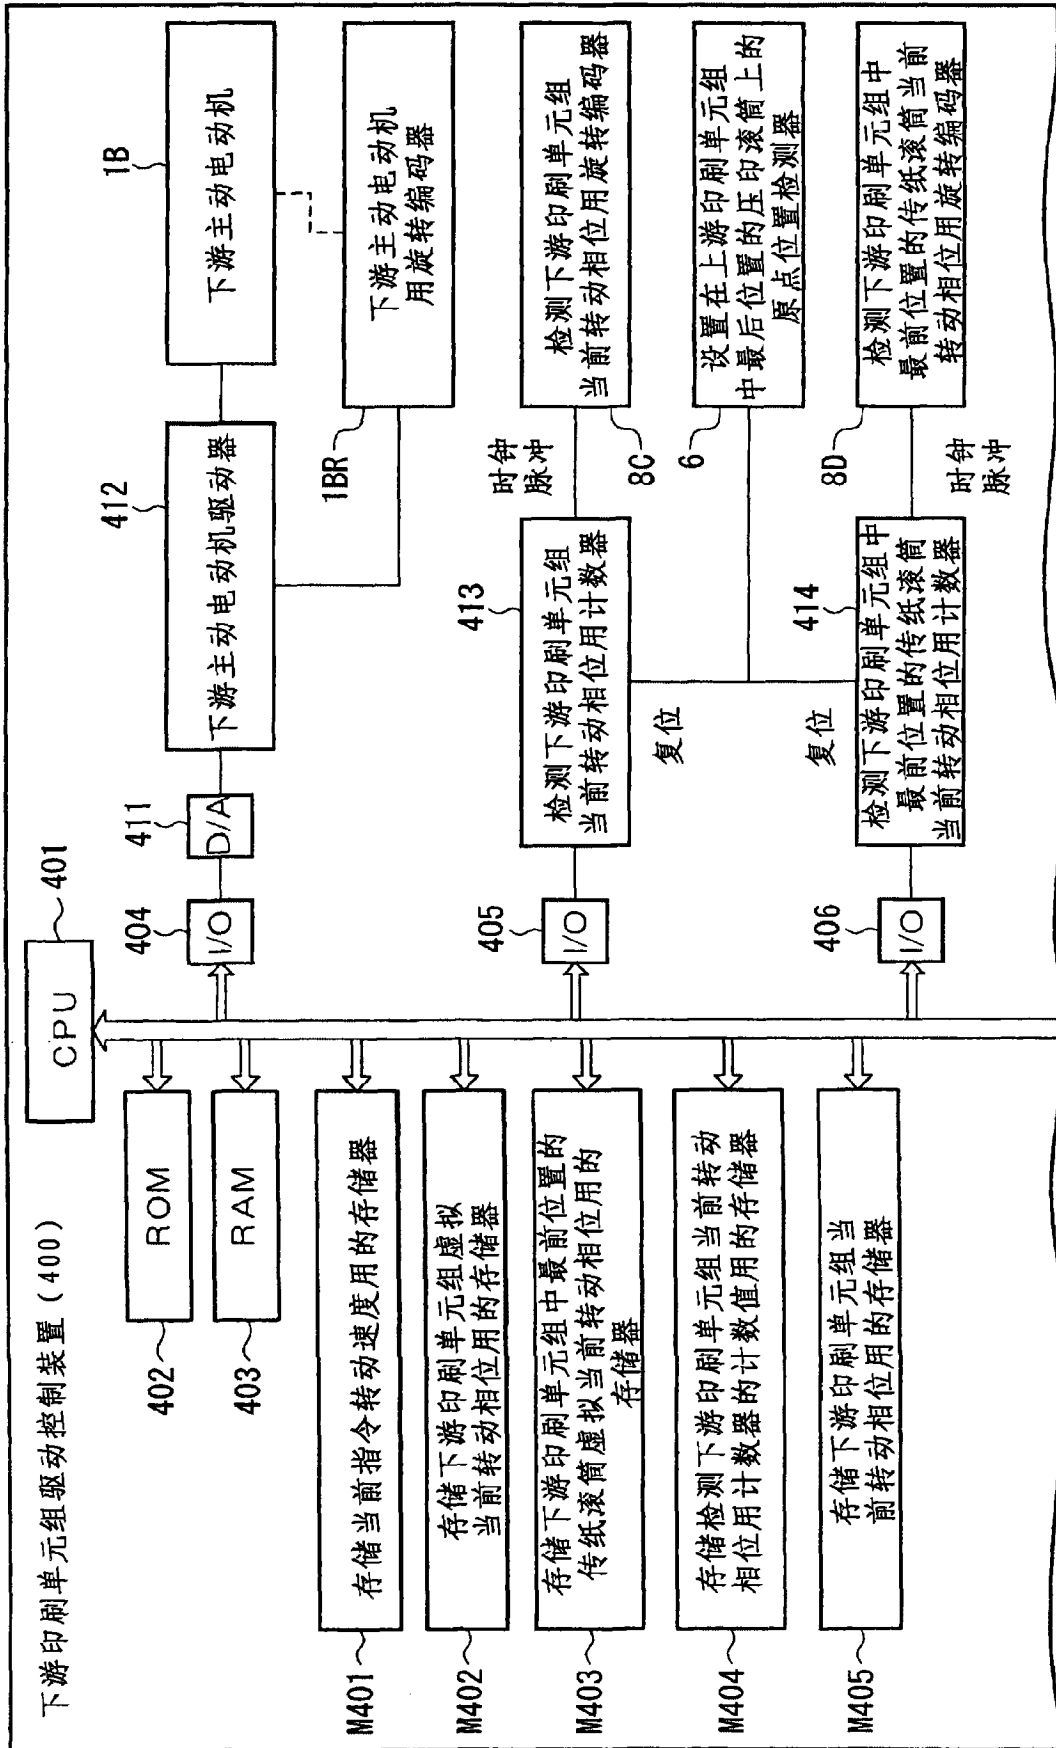 下游印刷单元组驱动控制装置(400)
CPU
401
402
ROM
403
RAM
M401
存储当前指令转动速度用的存储器
M402
存储下游印刷单元组虚拟
当前转动相位用的存储器
M403
存储下游印刷单元组中最前位置的
传纸滚筒虚拟当前转动相位用的
存储器
M404
存储检测下游印刷单元组当前转动
相位用计数器的计数值用的存储器
M405
存储下游印刷单元组当
前转动相位用的存储器
404
I/O
411
D/A
412
下游主动电动机驱动器
1B
下游主动电动机
1BR
下游主动电动机
用旋转编码器
405
I/O
413
检测下游印刷单元组
当前转动相位用计数器
时钟
脉冲
8C
检测下游印刷单元组
当前转动相位用旋转编码器
复位
6
设置在上游印刷单元组
中最后位置的压印滚筒上的
原点位置检测器
复位
406
I/O
414
检测下游印刷单元组中
最前位置的传纸滚筒
当前转动相位用计数器
8D
时钟
脉冲
检测下游印刷单元组中
最前位置的传纸滚筒当前
转动相位用旋转编码器